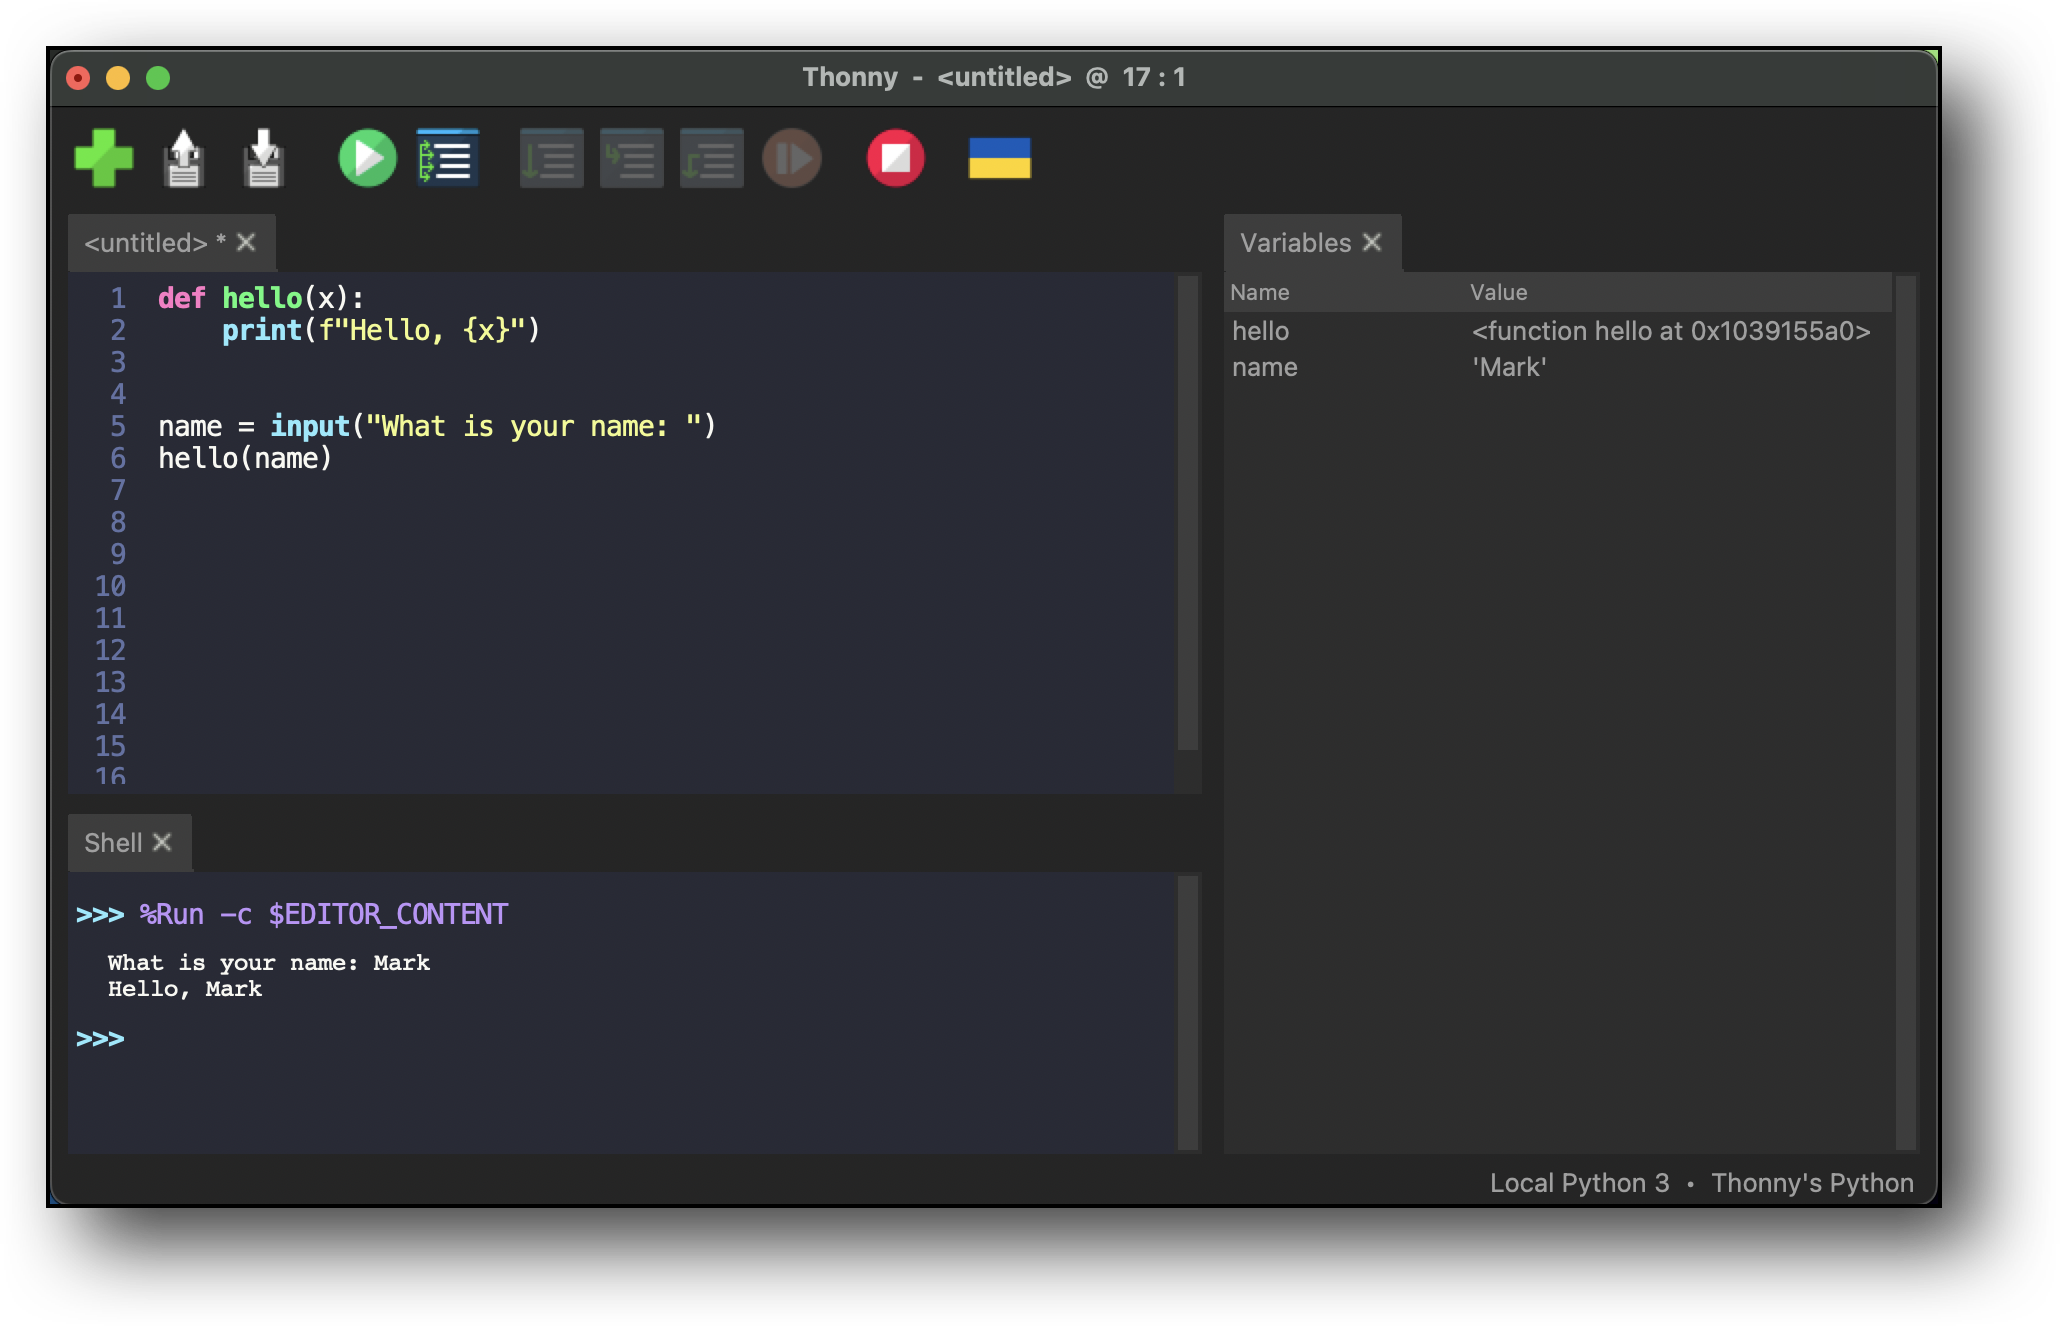 Thonny - <untitled> @ 17 : 1
<untitled> * ✕
1 def hello(x):
2     print(f"Hello, {x}")
3
4
5 name = input("What is your name: ")
6 hello(name)
7
8
9
10
11
12
13
14
15
16
Variables ✕
Name Value
hello <function hello at 0x1039155a0>
name 'Mark'
Shell ✕
>>> %Run -c $EDITOR_CONTENT
What is your name: Mark
Hello, Mark
>>>
Local Python 3 • Thonny's Python